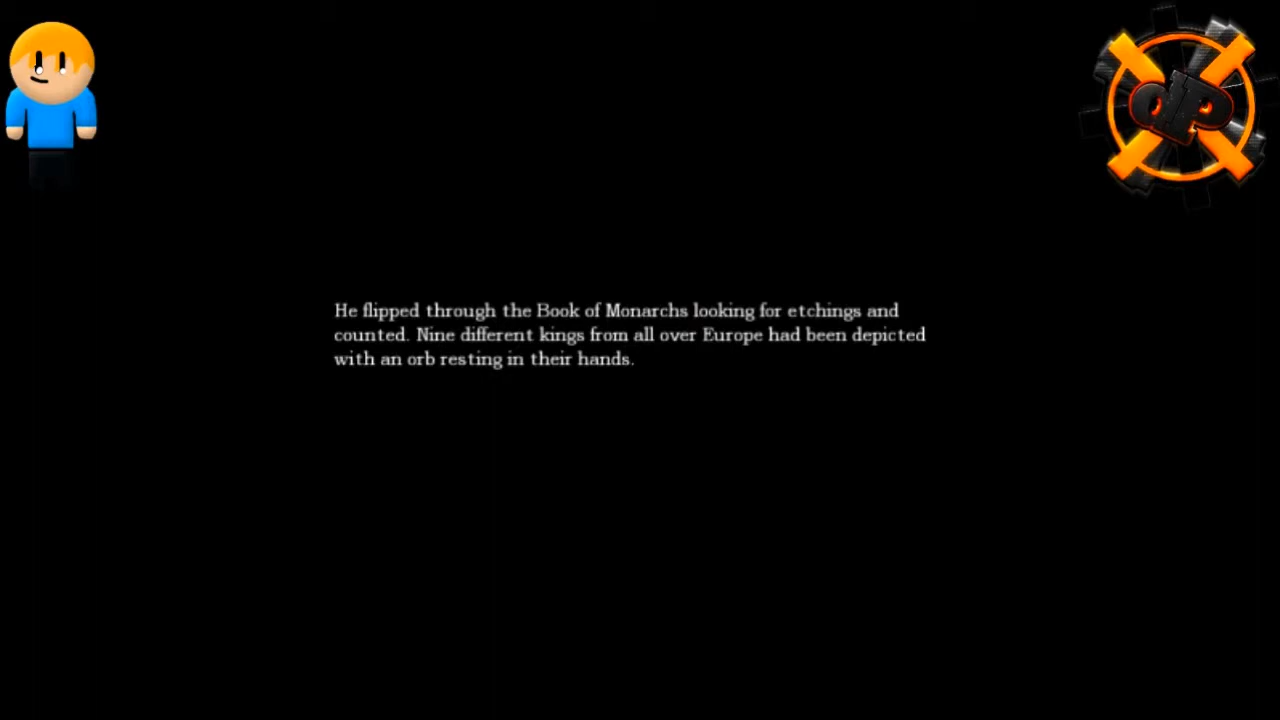 He flipped through the Book of Monarchs looking for etchings and
counted. Nine different kings from all over Europe had been depicted
with an orb resting in their hands.